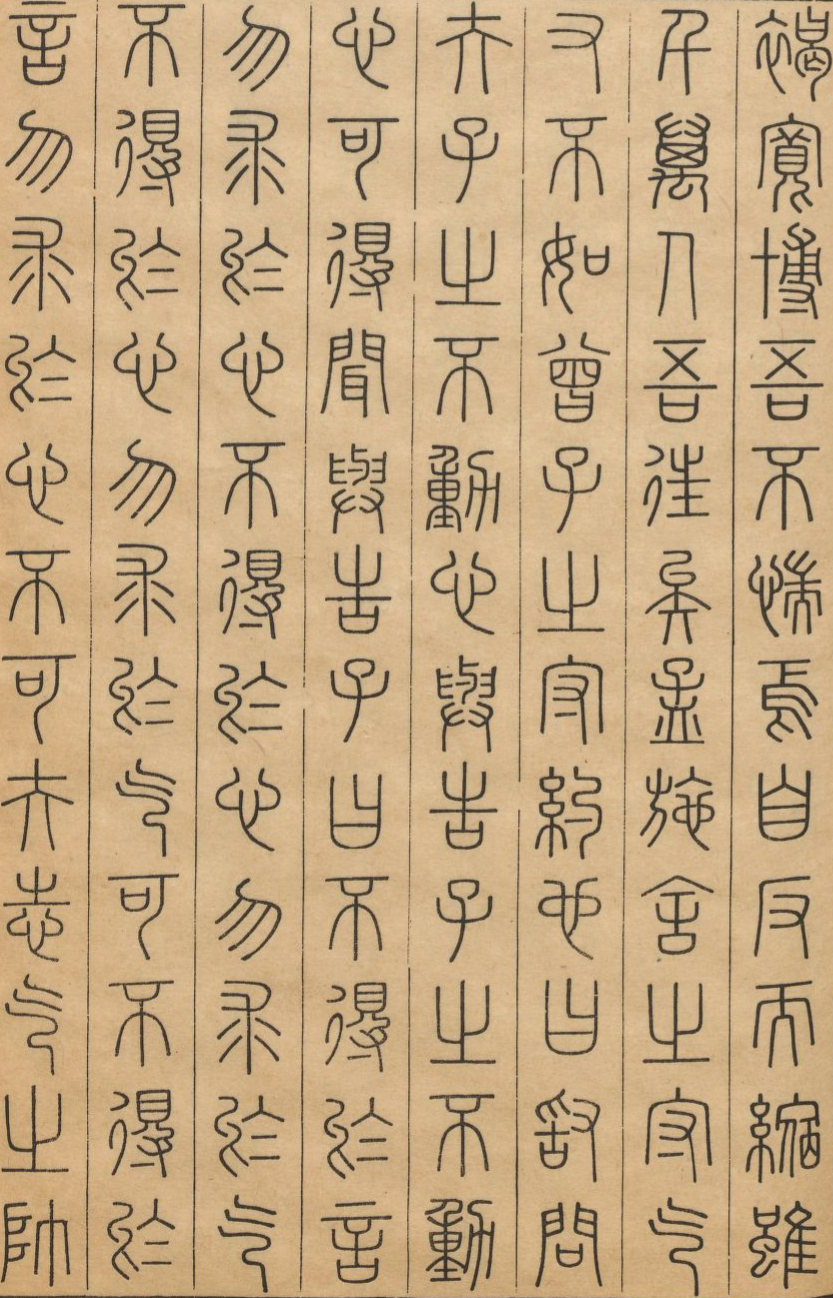 褐寬博吾不惴焉自反而縮雖
千萬人吾往矣孟施舍之守气
又不如曾子之守約也曰敢問
夫子之不動心與告子之不動
心可得聞與告子曰不得於言
勿求於心不得於心勿求於气
不得於心勿求於气可不得於
言勿求於心不可夫志气之帥